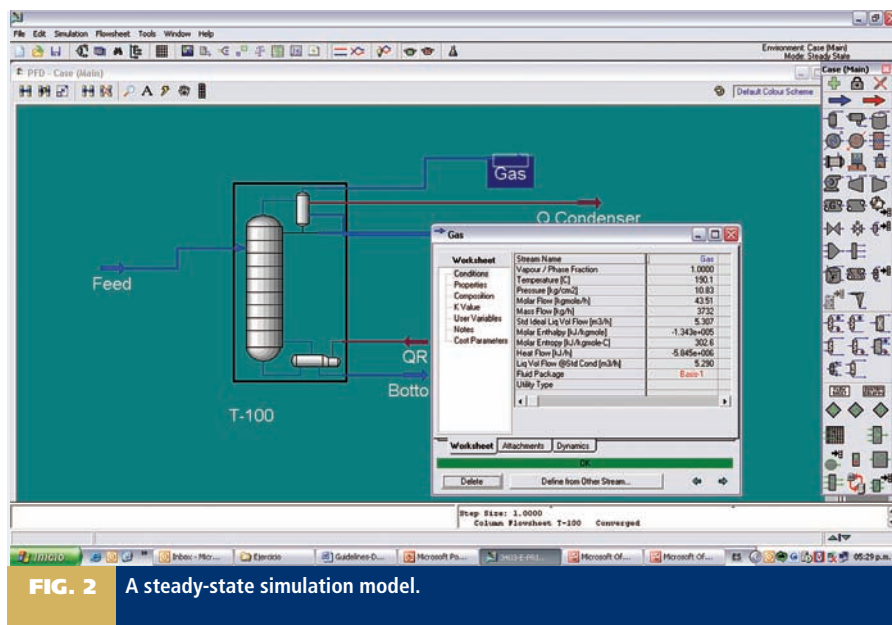 File Edit Simulation Flowsheet Tools Window Help
Environment: Case (Main)
Mode: Steady State
PFD - Case (Main)
Case (Main)
A
Default Colour Scheme
Gas
Q Condenser
Feed
QR
Botto
T-100
Gas
Worksheet
Conditions
Properties
Composition
K Value
User Variables
Notes
Cost Parameters
Stream Name Gas
Vapour / Phase Fraction 1.0000
Temperature [C] 190.1
Pressure [kg/cm2] 10.83
Molar Flow [kgmole/h] 43.51
Mass Flow [kg/h] 3732
Std Ideal Liq Vol Flow [m3/h] 5.307
Molar Enthalpy [kJ/kgmole] -1.343e+005
Molar Entropy [kJ/kgmole-C] 302.6
Heat Flow [kJ/h] -5.845e+006
Liq Vol Flow @Std Cond [m3/h] 5.290
Fluid Package Basis-1
Utility Type
Worksheet Attachments Dynamics
OK
Delete Define from Other Stream...
Step Size: 1.0000
Column Flowsheet T-100 Converged
Inicio Inbox - Micr... Ejercicio Guidelines-D... Microsoft Po... Microsoft Of... Microsoft Of... ES 05:29 p.m.
FIG. 2 A steady-state simulation model.